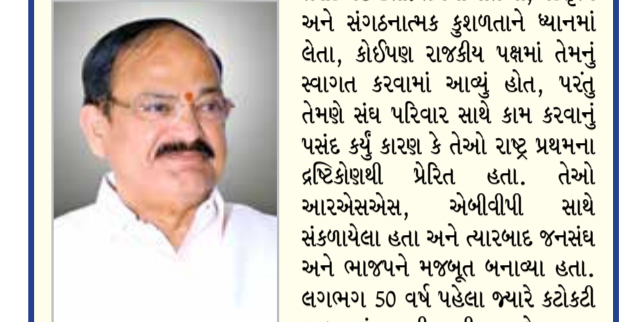 અને સંગઠનાત્મક કુશળતાને ધ્યાનમાં
લેતા, કોઈપણ રાજકીય પક્ષમાં તેમનું
સ્વાગત કરવામાં આવ્યું હોત, પરંતુ
તેમણે સંઘ પરિવાર સાથે કામ કરવાનું
પસંદ કર્યું કારણ કે તેઓ રાષ્ટ્ર પ્રથમના
દ્રષ્ટિકોણથી પ્રેરિત હતા. તેઓ
આરએસએસ, એબીવીપી સાથે
સંકળાયેલા હતા અને ત્યારબાદ જનસંઘ
અને ભાજપને મજબૂત બનાવ્યા હતા.
લગભગ 50 વર્ષ પહેલા જ્યારે કટોકટી